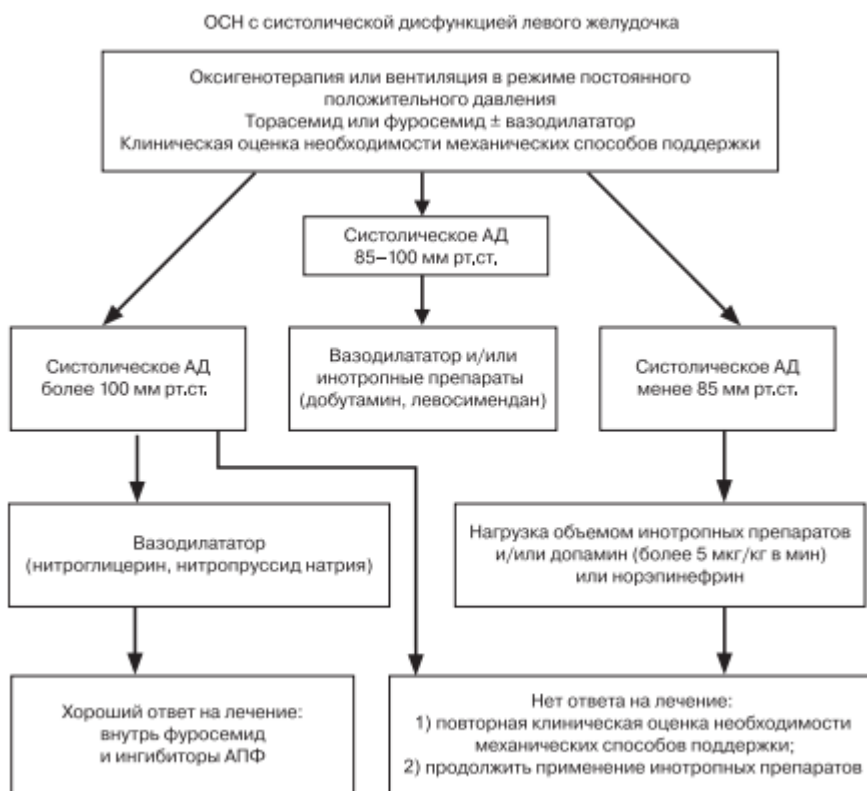 ОСН с систолической дисфункцией левого желудочка
Оксигенотерапия или вентиляция в режиме постоянного
положительного давления
Торасемид или фуросемид ± вазодилататор
Клиническая оценка необходимости механических способов поддержки
Систолическое АД
85–100 мм рт.ст.
Систолическое АД
более 100 мм рт.ст.
Вазодилататор и/или
инотропные препараты
(добутамин, левосимендан)
Систолическое АД
менее 85 мм рт.ст.
Вазодилататор
(нитроглицерин, нитропруссид натрия)
Нагрузка объемом инотропных препаратов
и/или допамин (более 5 мкг/кг в мин)
или норэпинефрин
Хороший ответ на лечение:
внутрь фуросемид
и ингибиторы АПФ
Нет ответа на лечение:
1) повторная клиническая оценка необходимости
механических способов поддержки;
2) продолжить применение инотропных препаратов